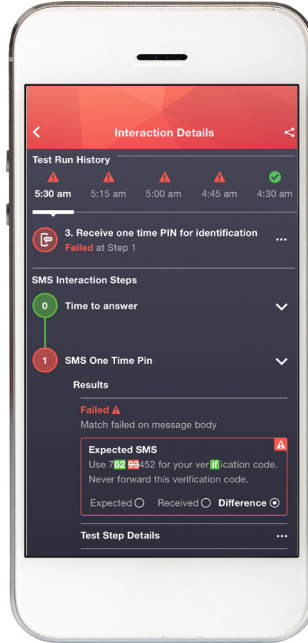 Interaction Details
Test Run History
5:30 am 5:15 am 5:00 am 4:45 am 4:30 am
3. Receive one time PIN for identification
Failed at Step 1
SMS Interaction Steps
0 Time to answer
1 SMS One Time Pin
Results
Failed
Match failed on message body
Expected SMS
Use 762 93452 for your verification code.
Never forward this verification code.
Expected Received Difference
Test Step Details